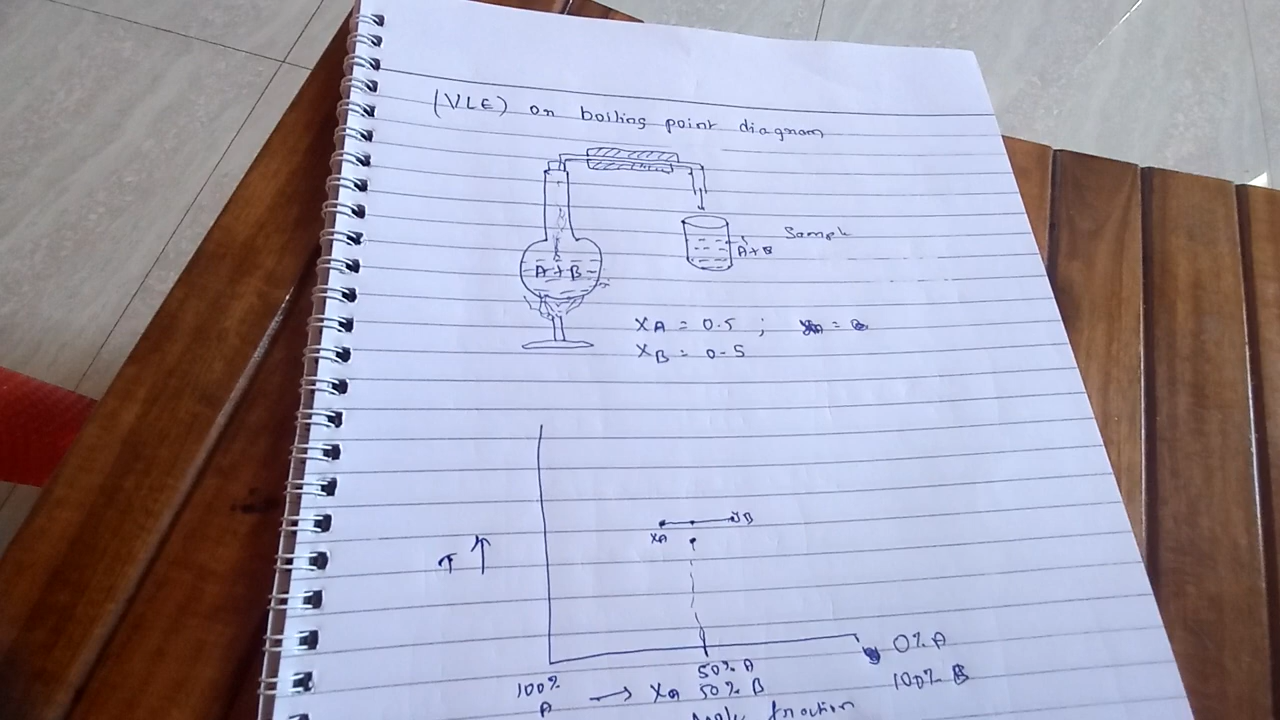 (VLE) on boiling point diagram
A+B
Sample
A+B
XA = 0.5 ;
XB = 0.5
XA
T ↑
0% A
100% B
100% A
50% A
50% B
→ XA
fraction